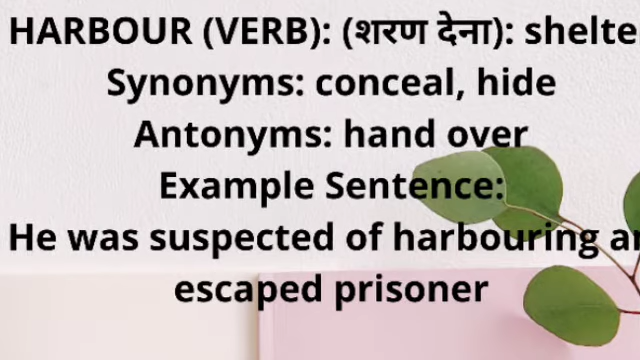 HARBOUR (VERB): (शरण देना): shelte
Synonyms: conceal, hide
Antonyms: hand over
Example Sentence:
He was suspected of harbouring a
escaped prisoner